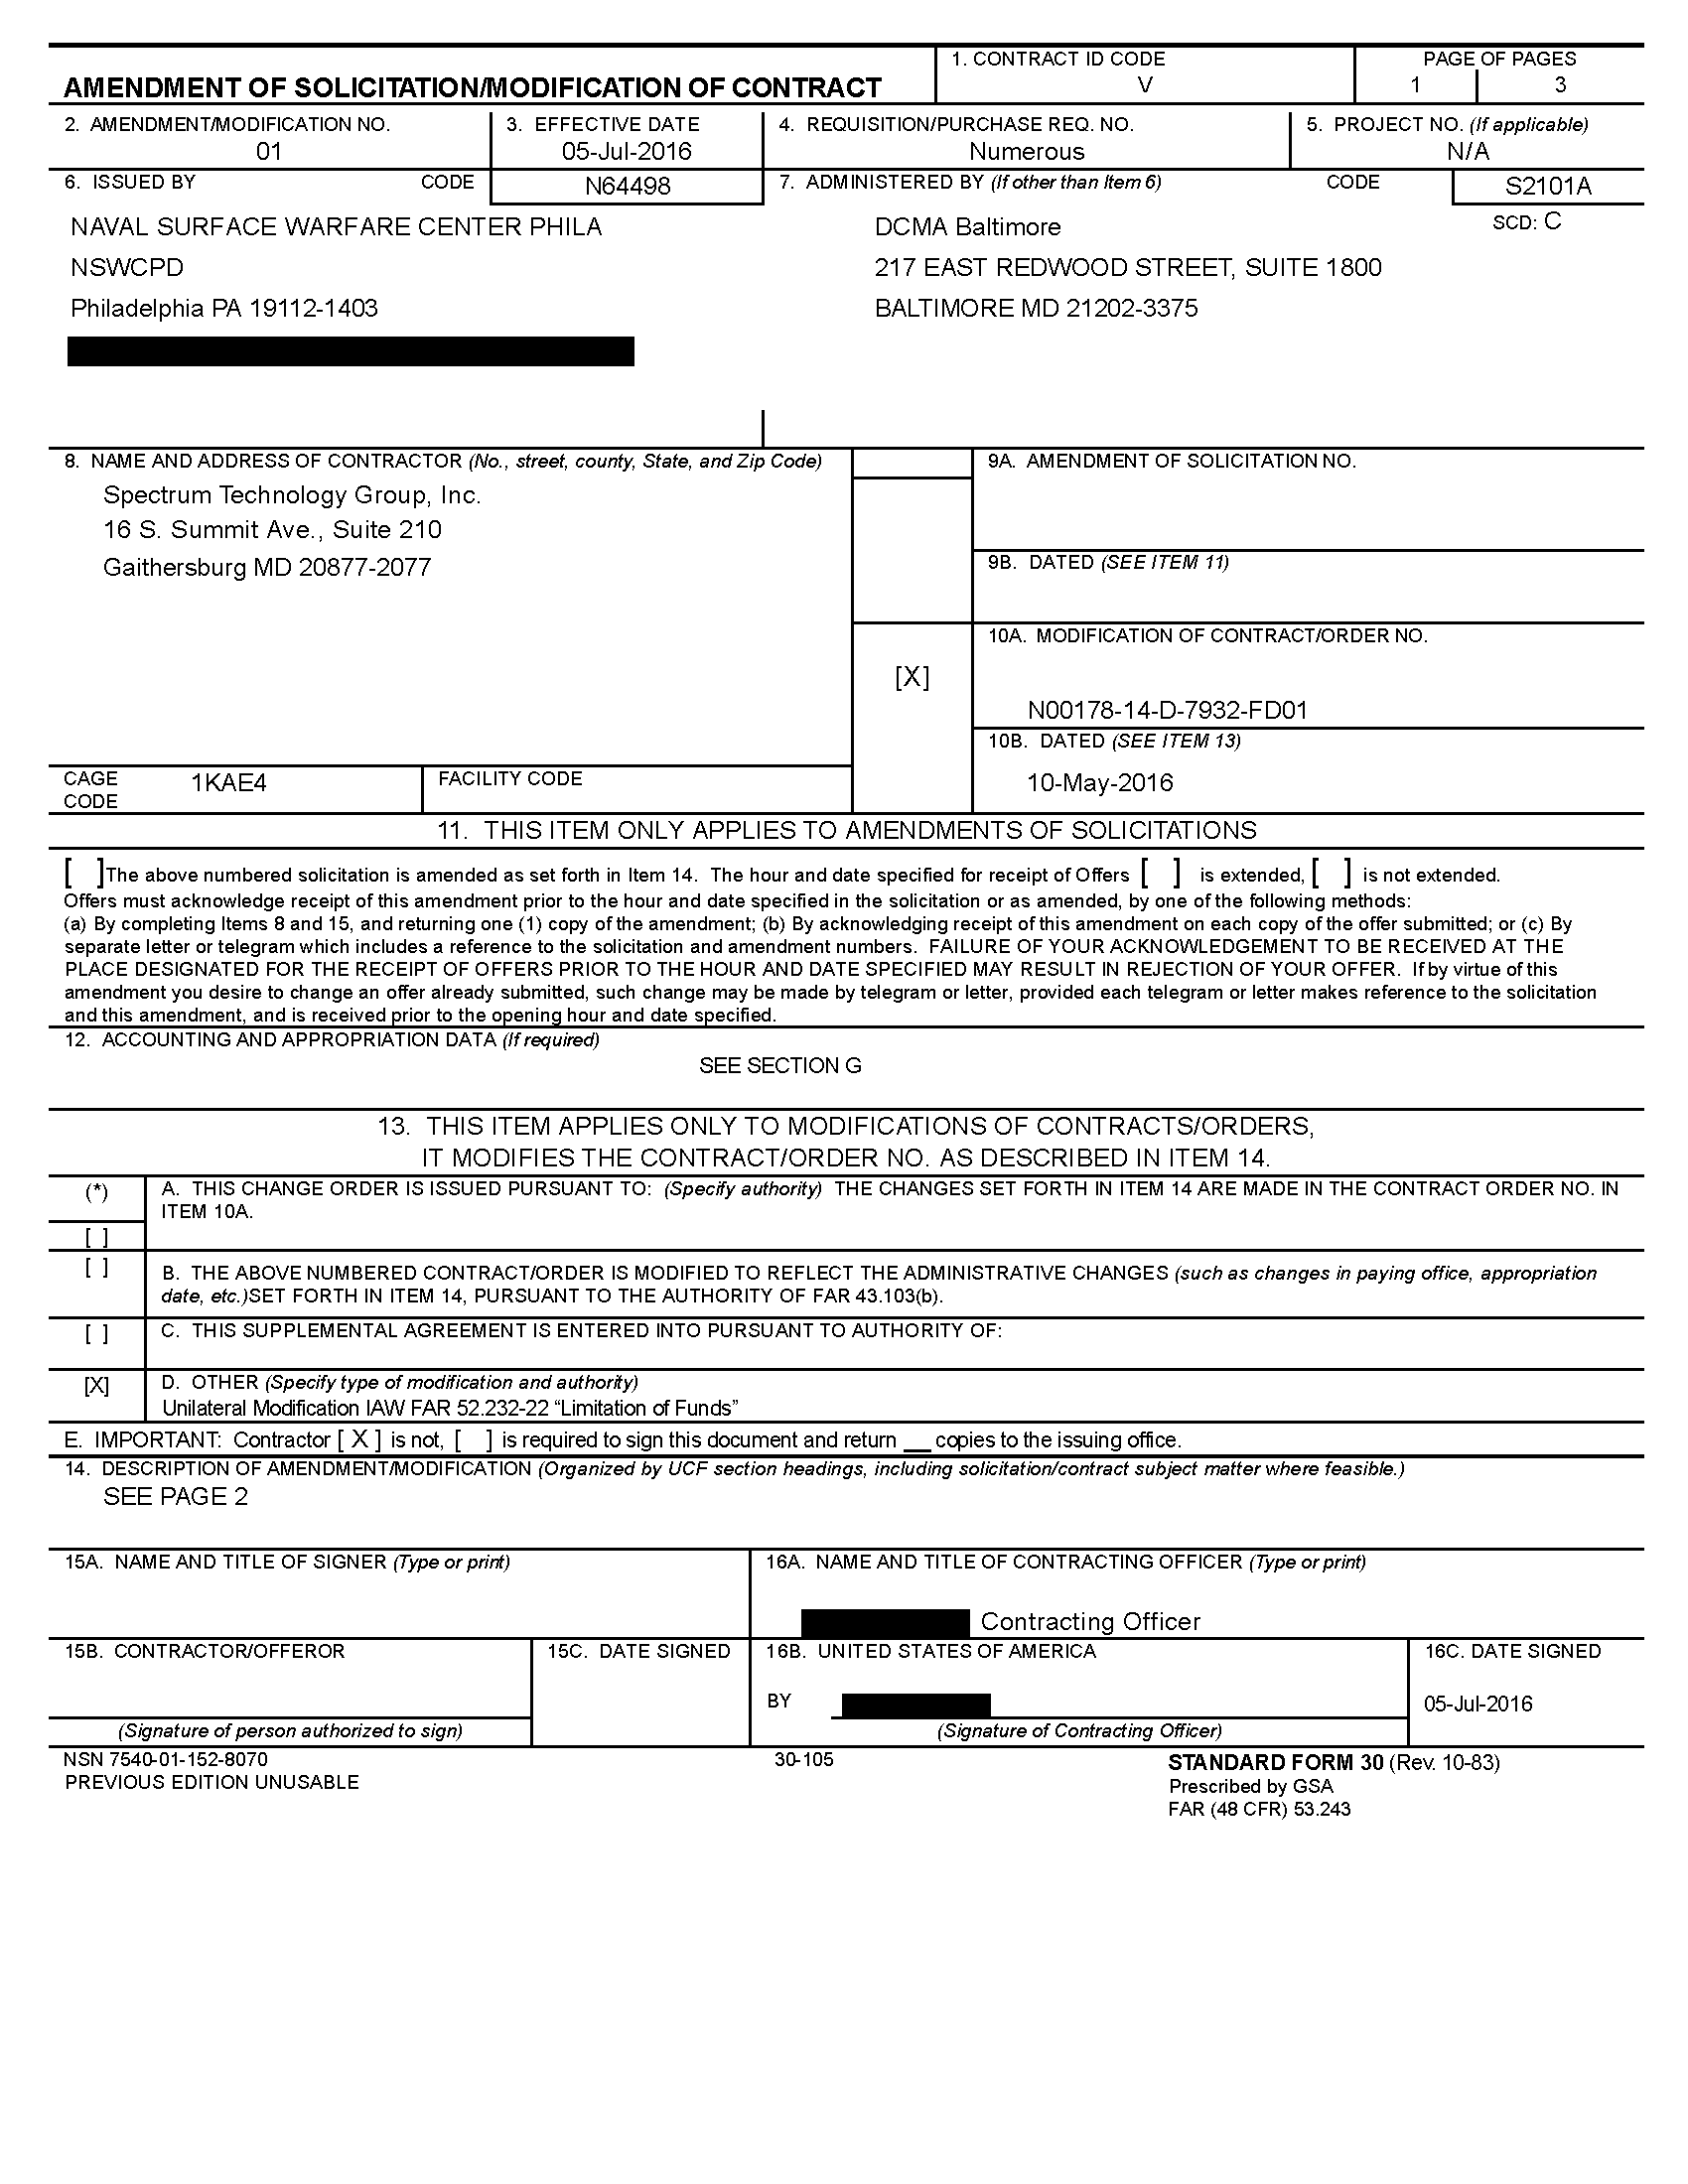 AMENDMENT OF SOLICITATION/MODIFICATION OF CONTRACT
1. CONTRACT ID CODE
V
PAGE OF PAGES
1 3
2. AMENDMENT/MODIFICATION NO.
01
3. EFFECTIVE DATE
05-Jul-2016
4. REQUISITION/PURCHASE REQ. NO.
Numerous
5. PROJECT NO. (If applicable)
N/A
6. ISSUED BY CODE N64498
7. ADMINISTERED BY (If other than Item 6) CODE S2101A
NAVAL SURFACE WARFARE CENTER PHILA
NSWCPD
Philadelphia PA 19112-1403
DCMA Baltimore
SCD: C
217 EAST REDWOOD STREET, SUITE 1800
BALTIMORE MD 21202-3375
8. NAME AND ADDRESS OF CONTRACTOR (No., street, county, State, and Zip Code)
Spectrum Technology Group, Inc.
16 S. Summit Ave., Suite 210
Gaithersburg MD 20877-2077
9A. AMENDMENT OF SOLICITATION NO.
9B. DATED (SEE ITEM 11)
10A. MODIFICATION OF CONTRACT/ORDER NO.
[X]
N00178-14-D-7932-FD01
10B. DATED (SEE ITEM 13)
10-May-2016
CAGE
CODE
1KAE4
FACILITY CODE
11. THIS ITEM ONLY APPLIES TO AMENDMENTS OF SOLICITATIONS
[ ]The above numbered solicitation is amended as set forth in Item 14. The hour and date specified for receipt of Offers [ ] is extended, [ ] is not extended.
Offers must acknowledge receipt of this amendment prior to the hour and date specified in the solicitation or as amended, by one of the following methods:
(a) By completing Items 8 and 15, and returning one (1) copy of the amendment; (b) By acknowledging receipt of this amendment on each copy of the offer submitted; or (c) By
separate letter or telegram which includes a reference to the solicitation and amendment numbers. FAILURE OF YOUR ACKNOWLEDGEMENT TO BE RECEIVED AT THE
PLACE DESIGNATED FOR THE RECEIPT OF OFFERS PRIOR TO THE HOUR AND DATE SPECIFIED MAY RESULT IN REJECTION OF YOUR OFFER. If by virtue of this
amendment you desire to change an offer already submitted, such change may be made by telegram or letter, provided each telegram or letter makes reference to the solicitation
and this amendment, and is received prior to the opening hour and date specified.
12. ACCOUNTING AND APPROPRIATION DATA (If required)
SEE SECTION G
13. THIS ITEM APPLIES ONLY TO MODIFICATIONS OF CONTRACTS/ORDERS,
IT MODIFIES THE CONTRACT/ORDER NO. AS DESCRIBED IN ITEM 14.
(*) A. THIS CHANGE ORDER IS ISSUED PURSUANT TO: (Specify authority) THE CHANGES SET FORTH IN ITEM 14 ARE MADE IN THE CONTRACT ORDER NO. IN
ITEM 10A.
[ ]
[ ] B. THE ABOVE NUMBERED CONTRACT/ORDER IS MODIFIED TO REFLECT THE ADMINISTRATIVE CHANGES (such as changes in paying office, appropriation
date, etc.)SET FORTH IN ITEM 14, PURSUANT TO THE AUTHORITY OF FAR 43.103(b).
[ ] C. THIS SUPPLEMENTAL AGREEMENT IS ENTERED INTO PURSUANT TO AUTHORITY OF:
[X] D. OTHER (Specify type of modification and authority)
Unilateral Modification IAW FAR 52.232-22 “Limitation of Funds”
E. IMPORTANT: Contractor [ X ] is not, [ ] is required to sign this document and return __ copies to the issuing office.
14. DESCRIPTION OF AMENDMENT/MODIFICATION (Organized by UCF section headings, including solicitation/contract subject matter where feasible.)
SEE PAGE 2
15A. NAME AND TITLE OF SIGNER (Type or print)
16A. NAME AND TITLE OF CONTRACTING OFFICER (Type or print)
Contracting Officer
15B. CONTRACTOR/OFFEROR
15C. DATE SIGNED
16B. UNITED STATES OF AMERICA
16C. DATE SIGNED
BY
05-Jul-2016
(Signature of person authorized to sign)
(Signature of Contracting Officer)
NSN 7540-01-152-8070
PREVIOUS EDITION UNUSABLE
30-105
STANDARD FORM 30 (Rev. 10-83)
Prescribed by GSA
FAR (48 CFR) 53.243